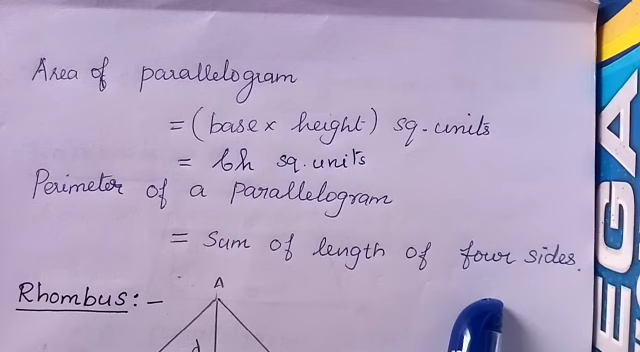 Area of parallelogram
= (base x height) sq. units
= bh sq. units
Perimeter of a parallelogram
= sum of length of four sides.
Rhombus: -
A
d
EGA